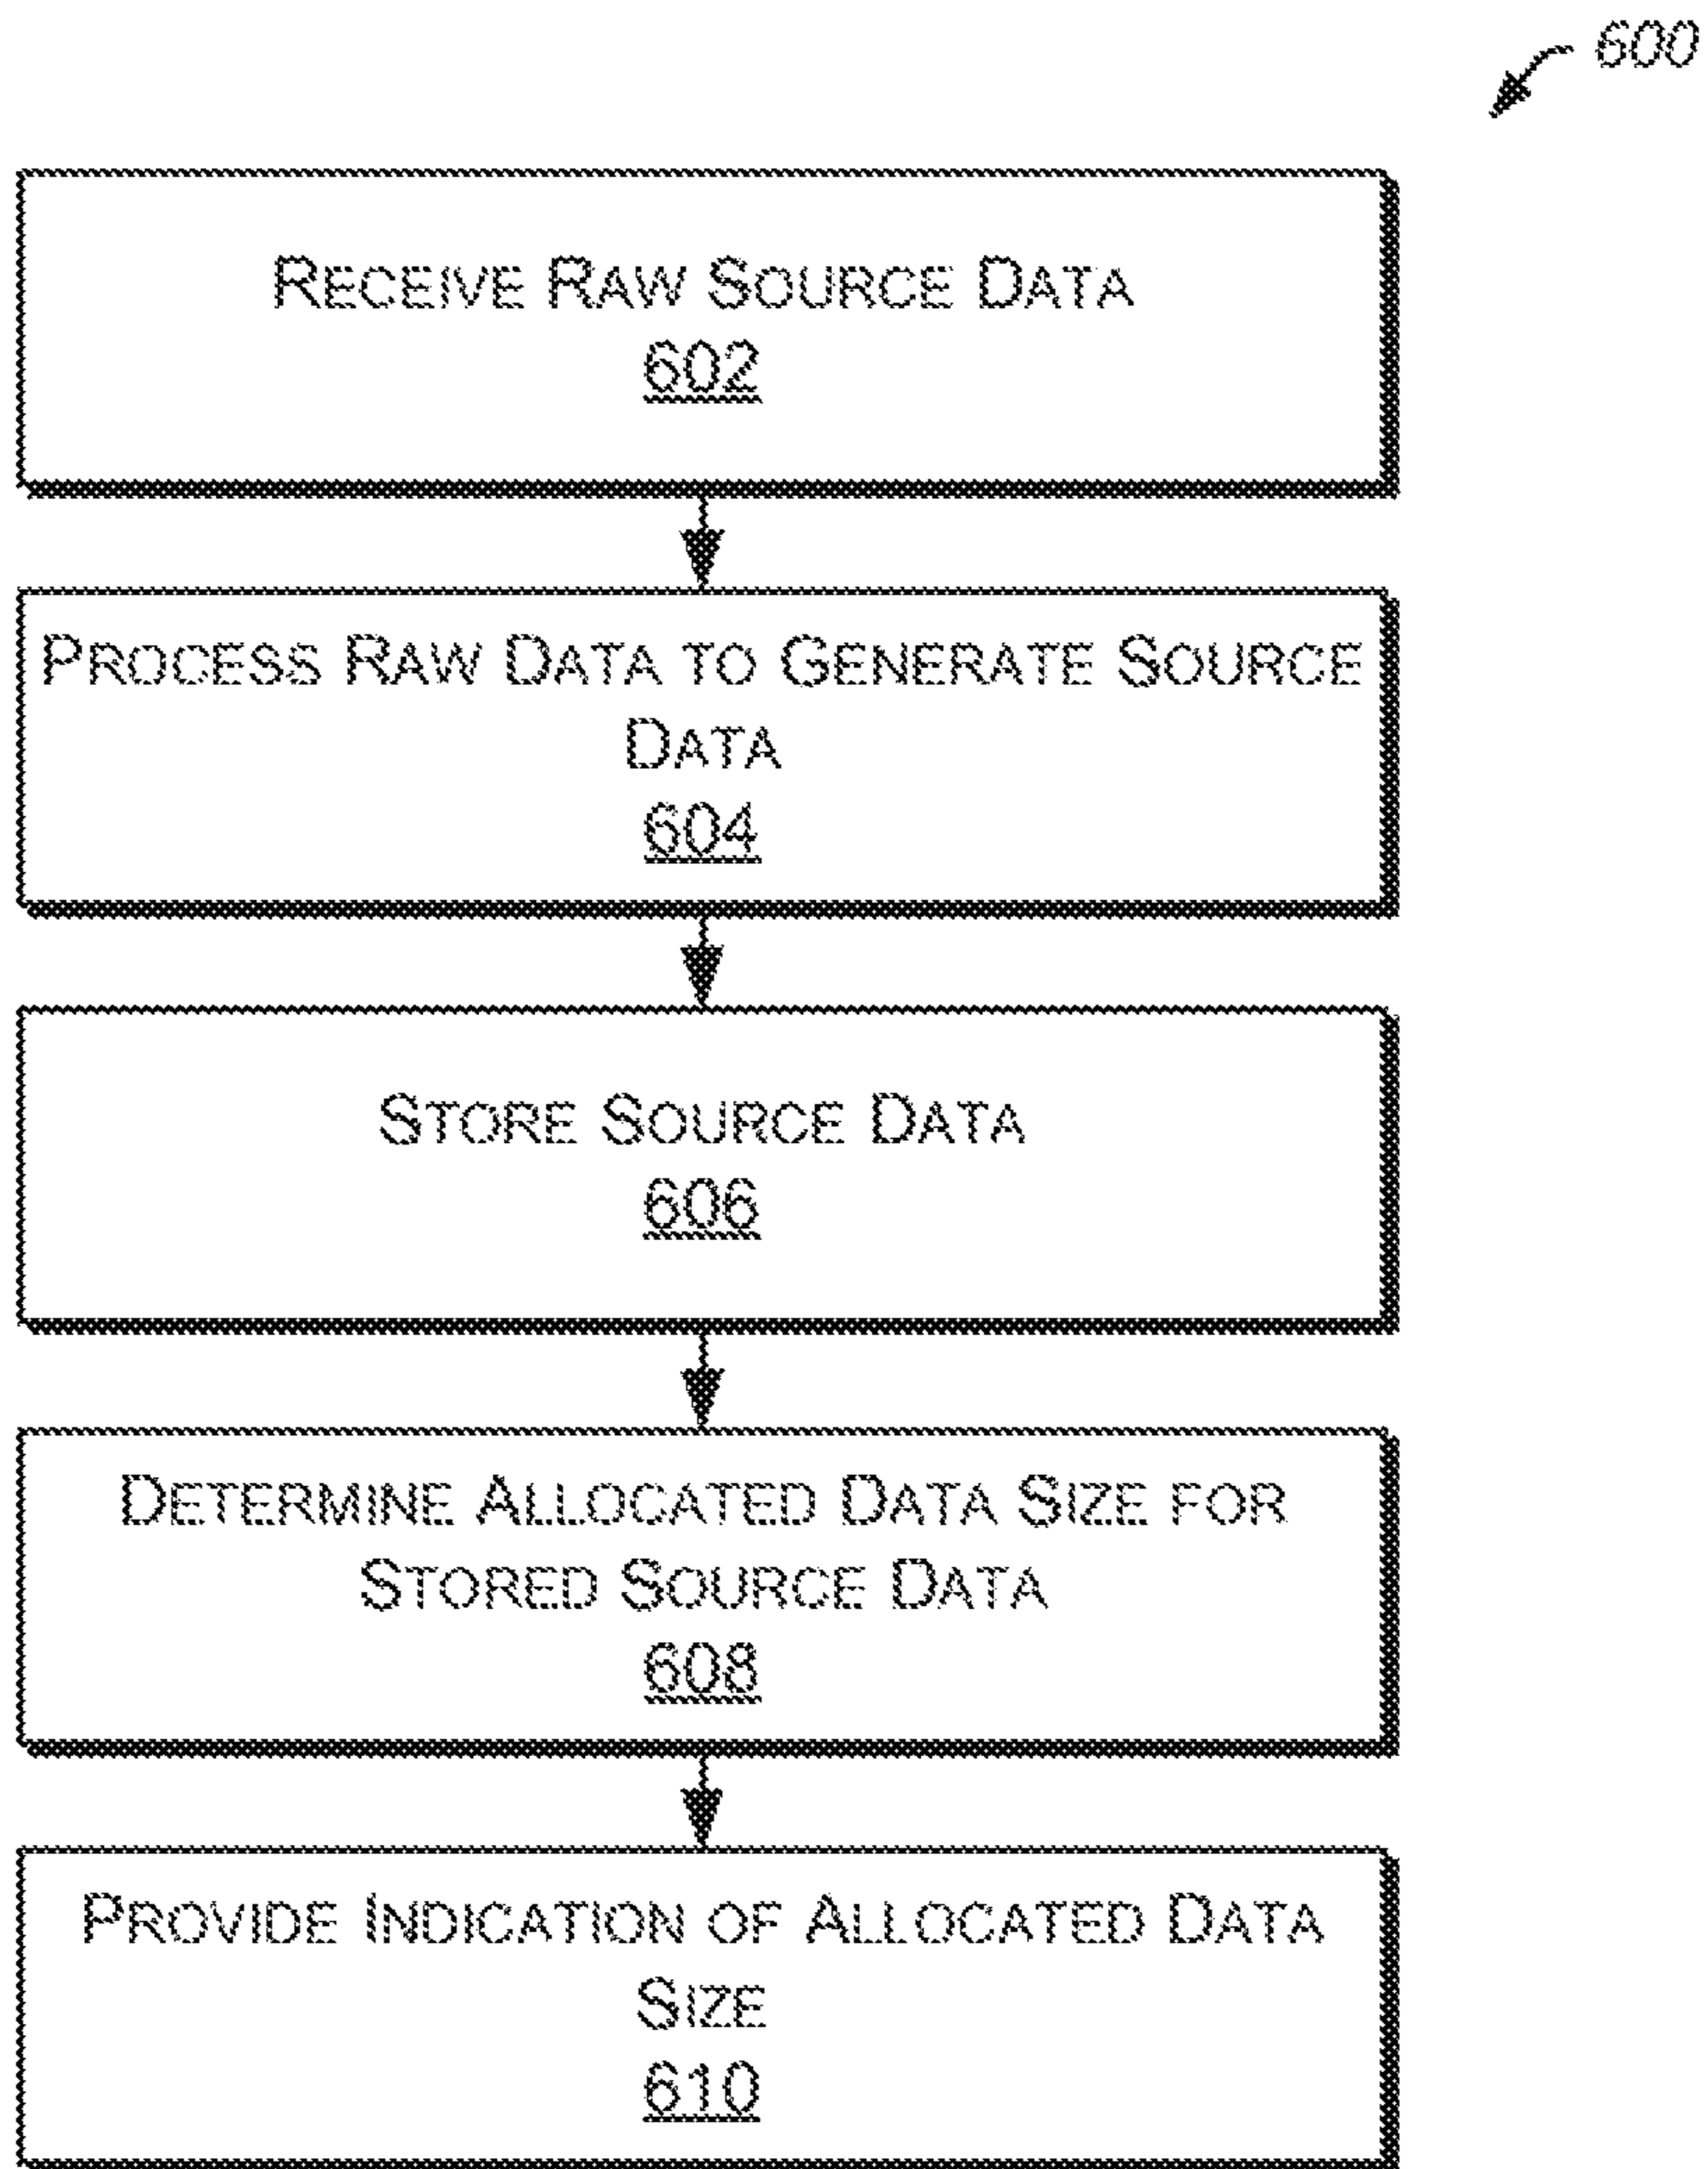 600
RECEIVE RAW SOURCE DATA
602
PROCESS RAW DATA TO GENERATE SOURCE
DATA
604
STORE SOURCE DATA
606
DETERMINE ALLOCATED DATA SIZE FOR
STORED SOURCE DATA
608
PROVIDE INDICATION OF ALLOCATED DATA
SIZE
610